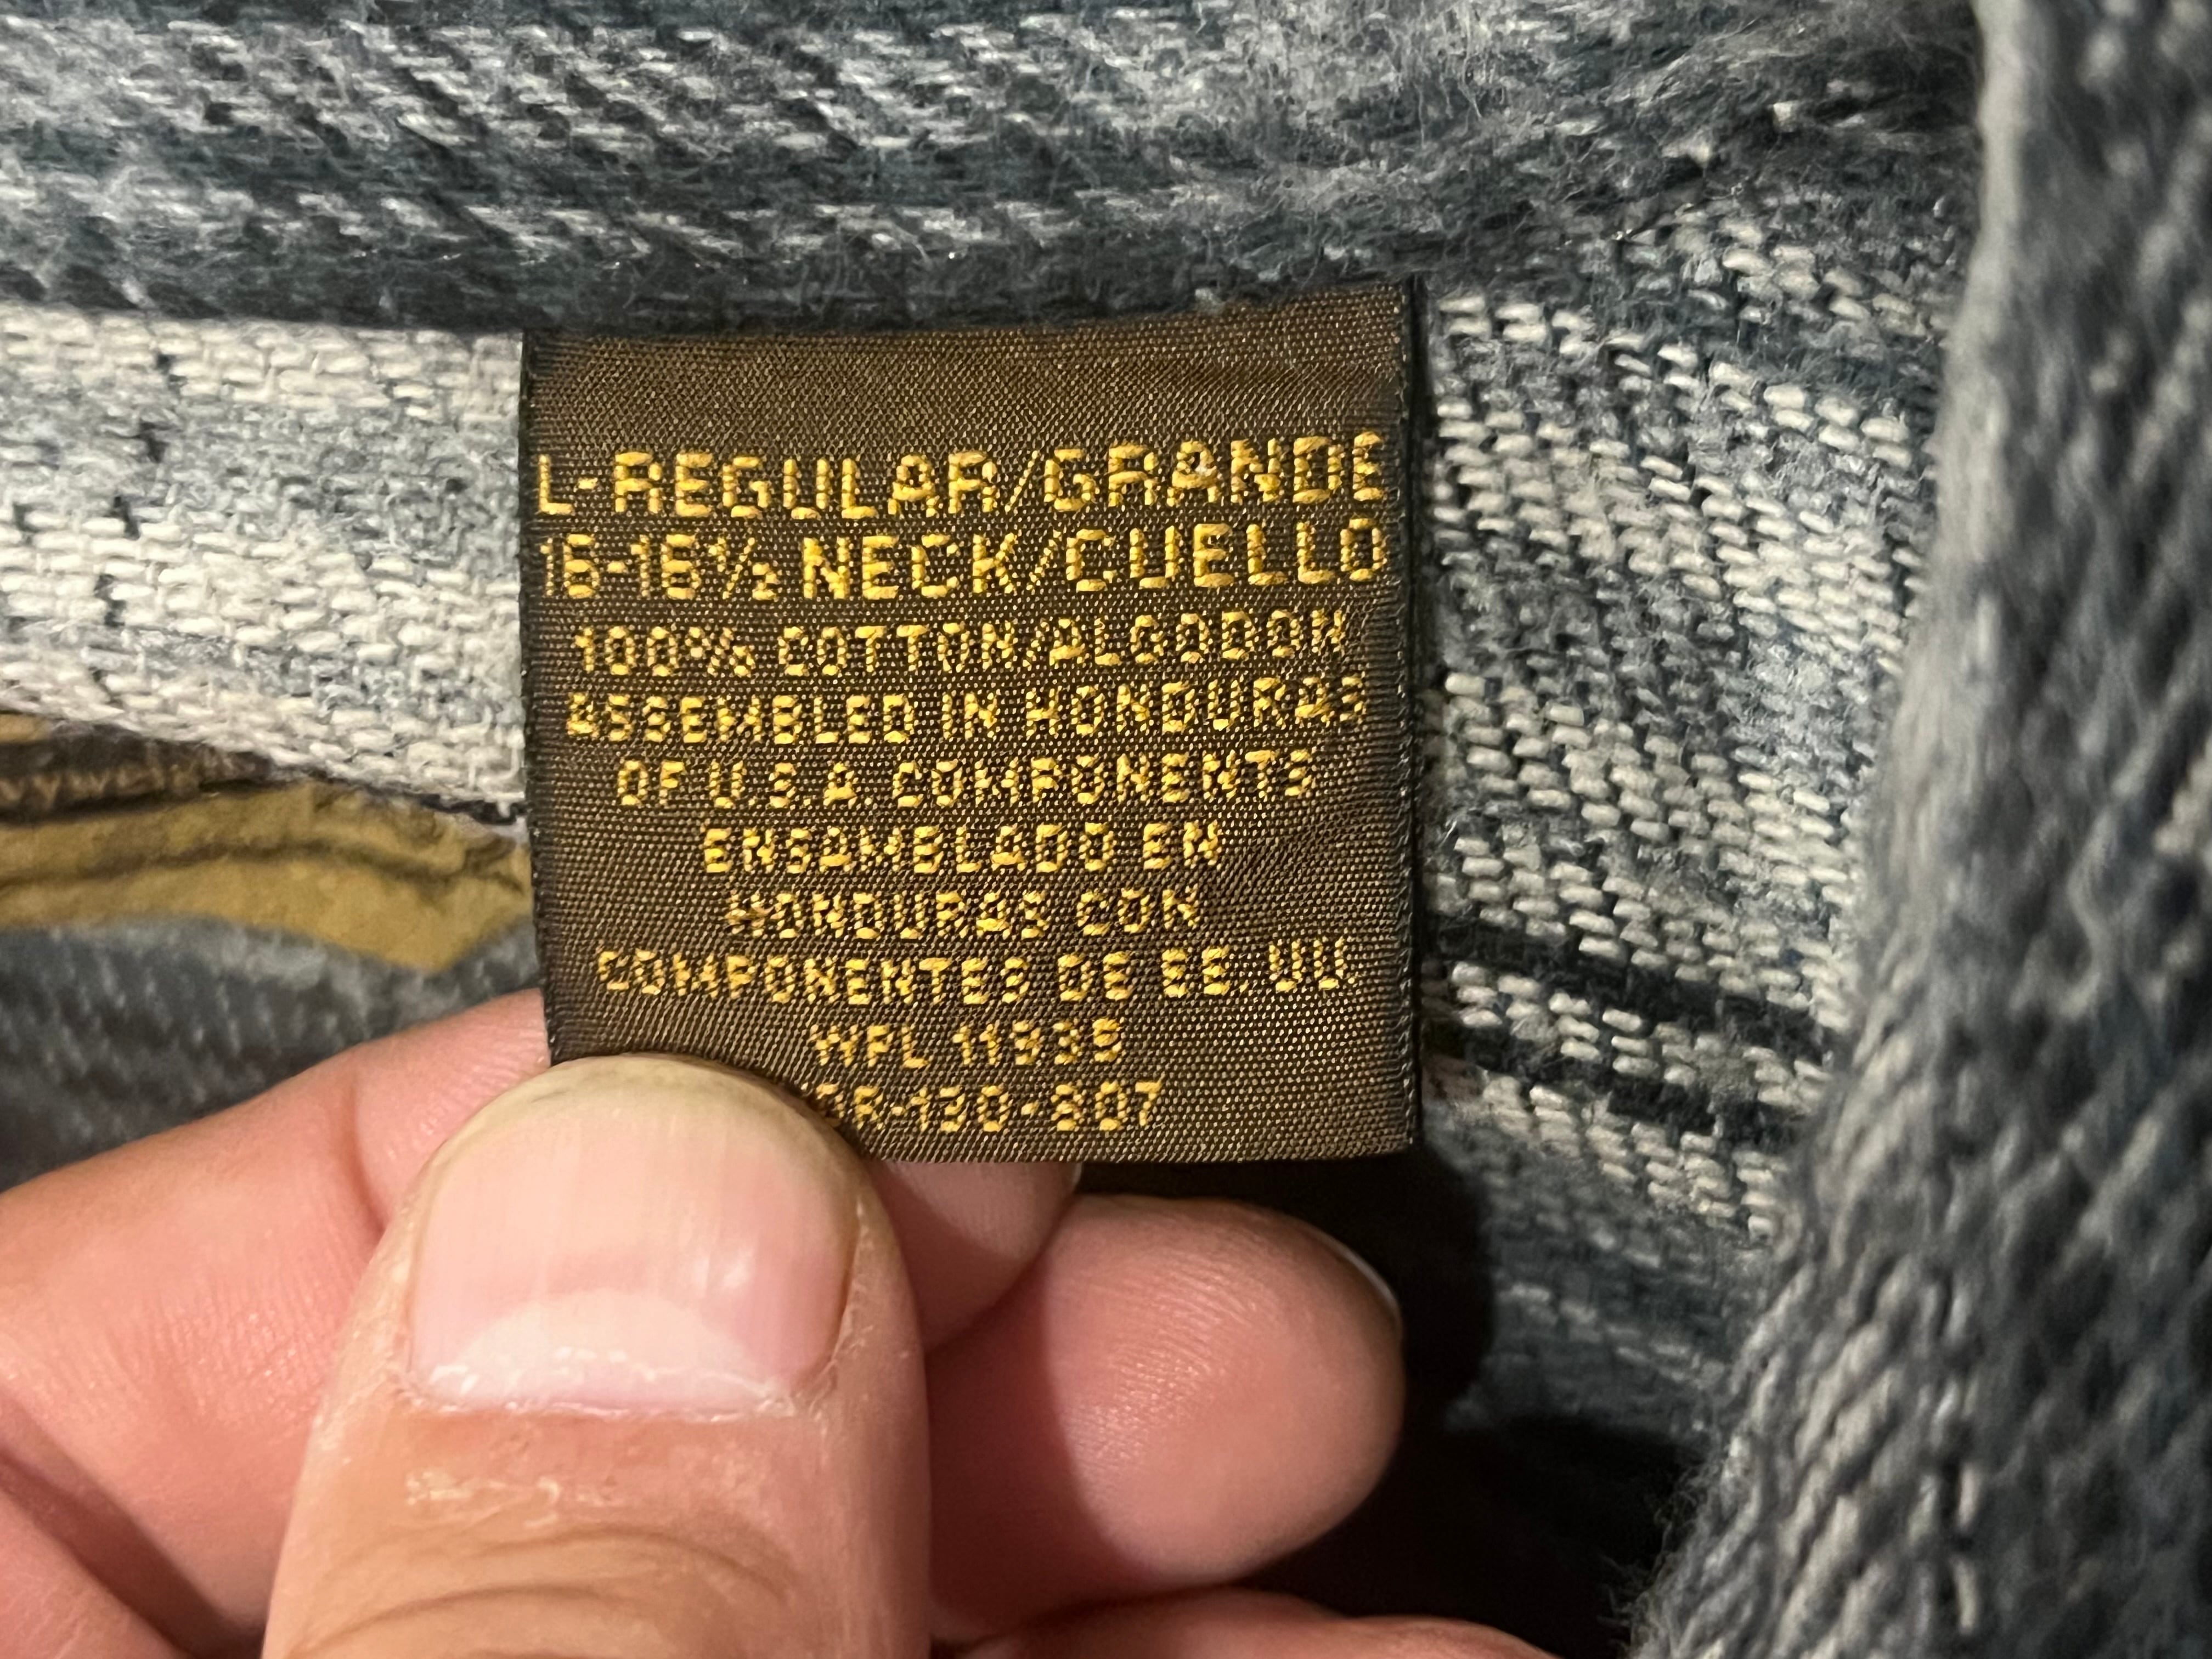 L-REGULAR/GRANDE
16-16½ NECK/CUELLO
100% COTTON/ALGODON
ASSEMBLED IN HONDURAS
OF U.S.A. COMPONENTS
ENSAMBLADO EN
HONDURAS CON
COMPONENTES DE EE. UU.
WPL 11935